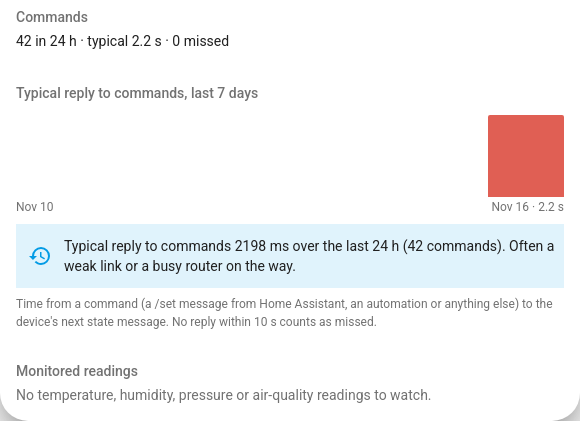 Commands
42 in 24 h · typical 2.2 s · 0 missed
Typical reply to commands, last 7 days
Nov 10
Nov 16 · 2.2 s
Typical reply to commands 2198 ms over the last 24 h (42 commands). Often a
weak link or a busy router on the way.
Time from a command (a /set message from Home Assistant, an automation or anything else) to the
device's next state message. No reply within 10 s counts as missed.
Monitored readings
No temperature, humidity, pressure or air-quality readings to watch.